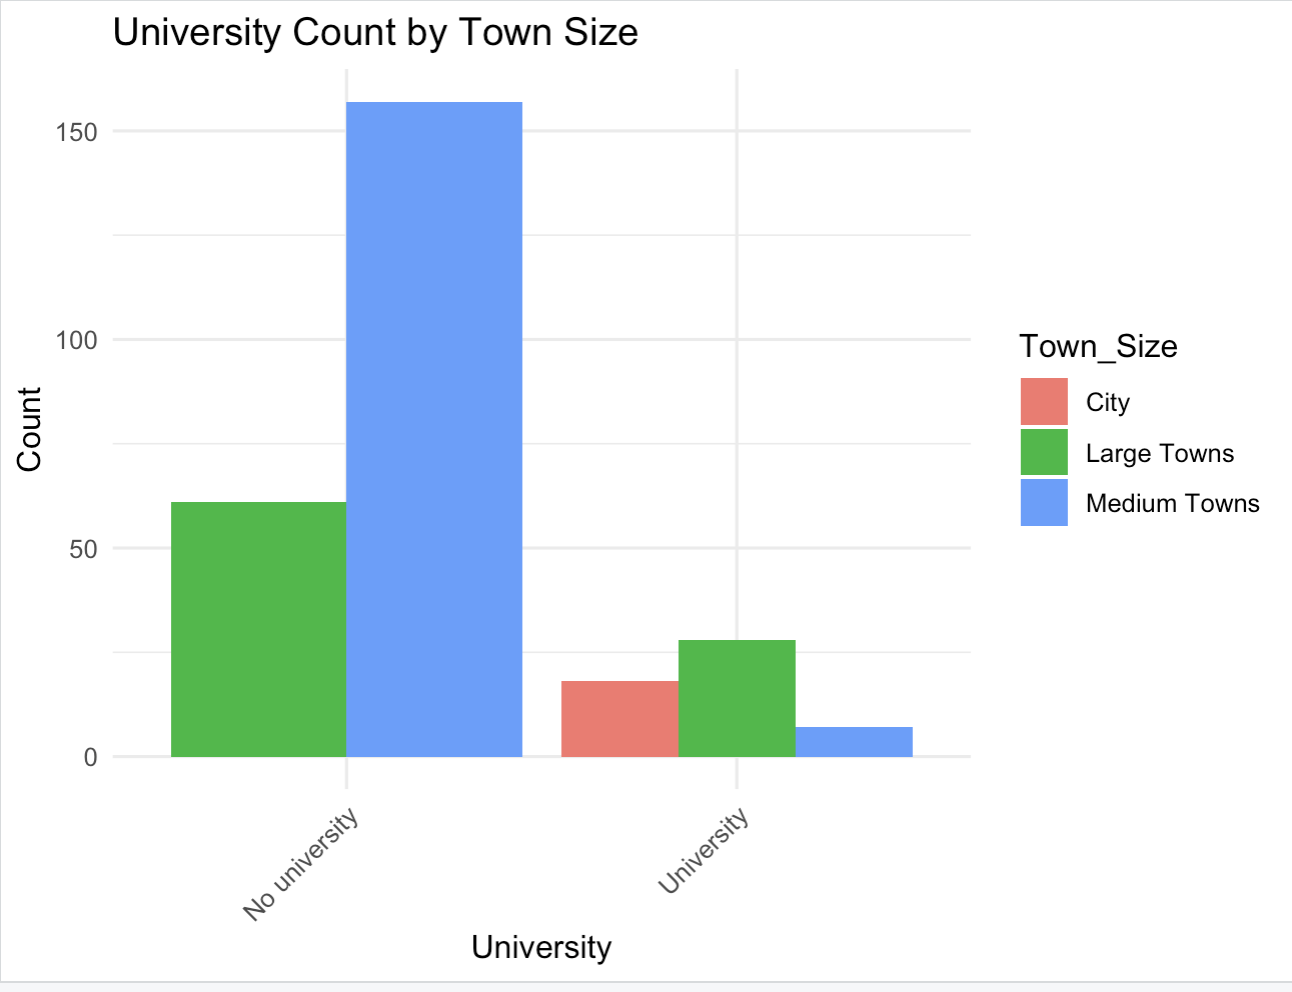 University Count by Town Size
150
100
50
0
Count
No university
University
University
Town_Size
City
Large Towns
Medium Towns